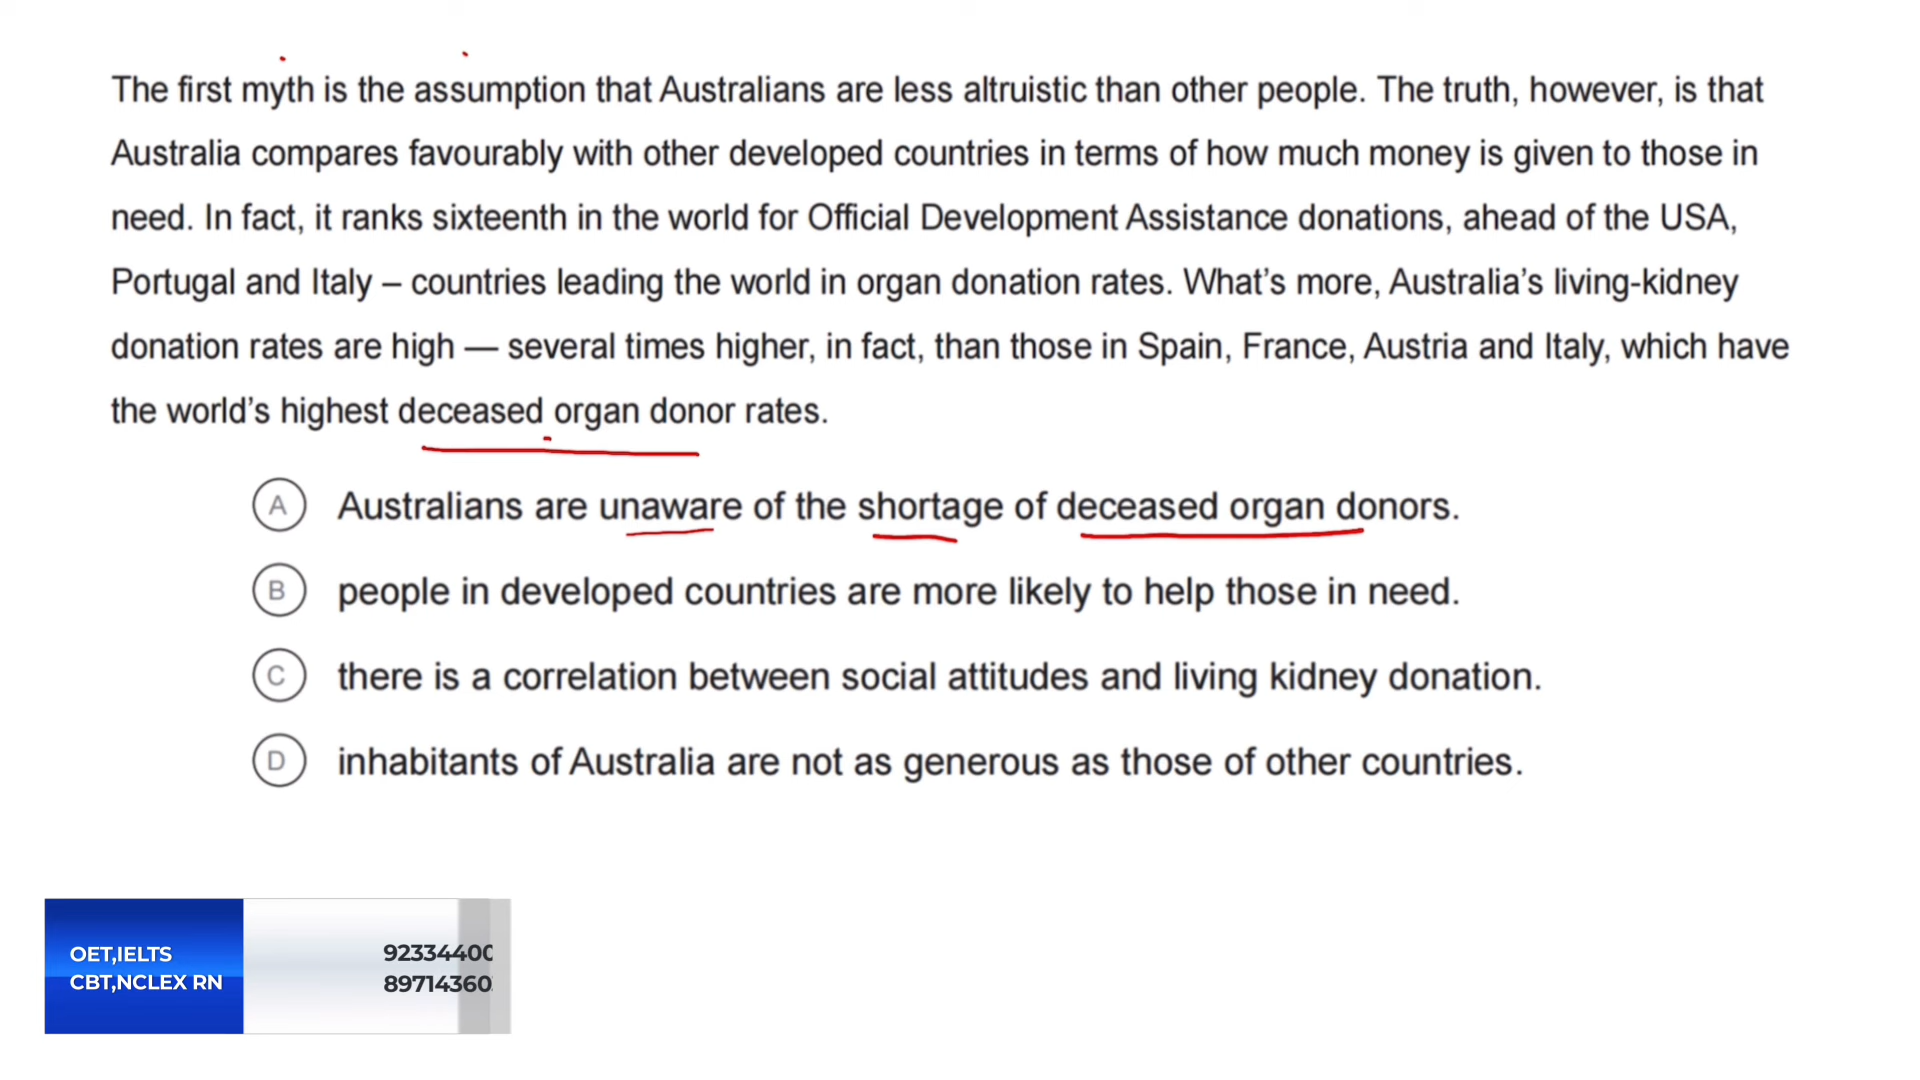 The first myth is the assumption that Australians are less altruistic than other people. The truth, however, is that
Australia compares favourably with other developed countries in terms of how much money is given to those in
need. In fact, it ranks sixteenth in the world for Official Development Assistance donations, ahead of the USA,
Portugal and Italy – countries leading the world in organ donation rates. What's more, Australia's living-kidney
donation rates are high — several times higher, in fact, than those in Spain, France, Austria and Italy, which have
the world's highest deceased organ donor rates.
A Australians are unaware of the shortage of deceased organ donors.
B people in developed countries are more likely to help those in need.
C there is a correlation between social attitudes and living kidney donation.
D inhabitants of Australia are not as generous as those of other countries.
OET,IELTS
CBT,NCLEX RN
92334400
89714360